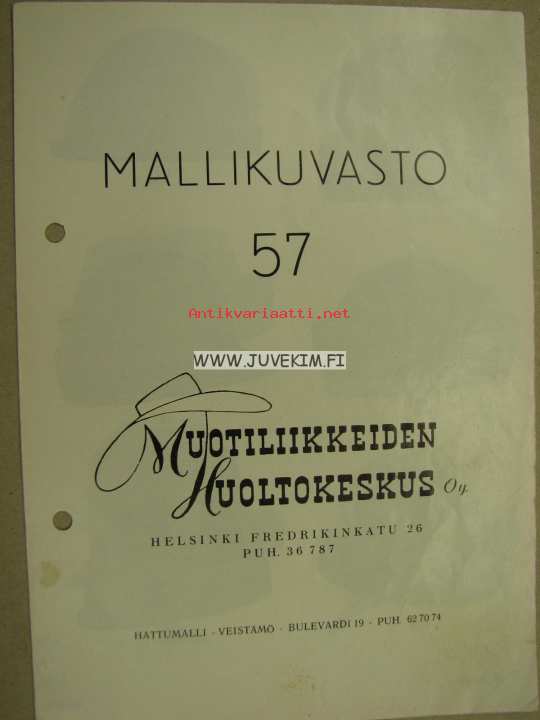 MALLIKUVASTO
57
Antikvariaatti.net
WWW.JUVEKIM.FI
MUOTILIIKKEIDEN
HUOLTOKESKUS Oy.
HELSINKI FREDRIKINKATU 26
PUH. 36 787
HATTUMALLI - VEISTÄMÖ - BULEVARDI 19 - PUH. 62 70 74